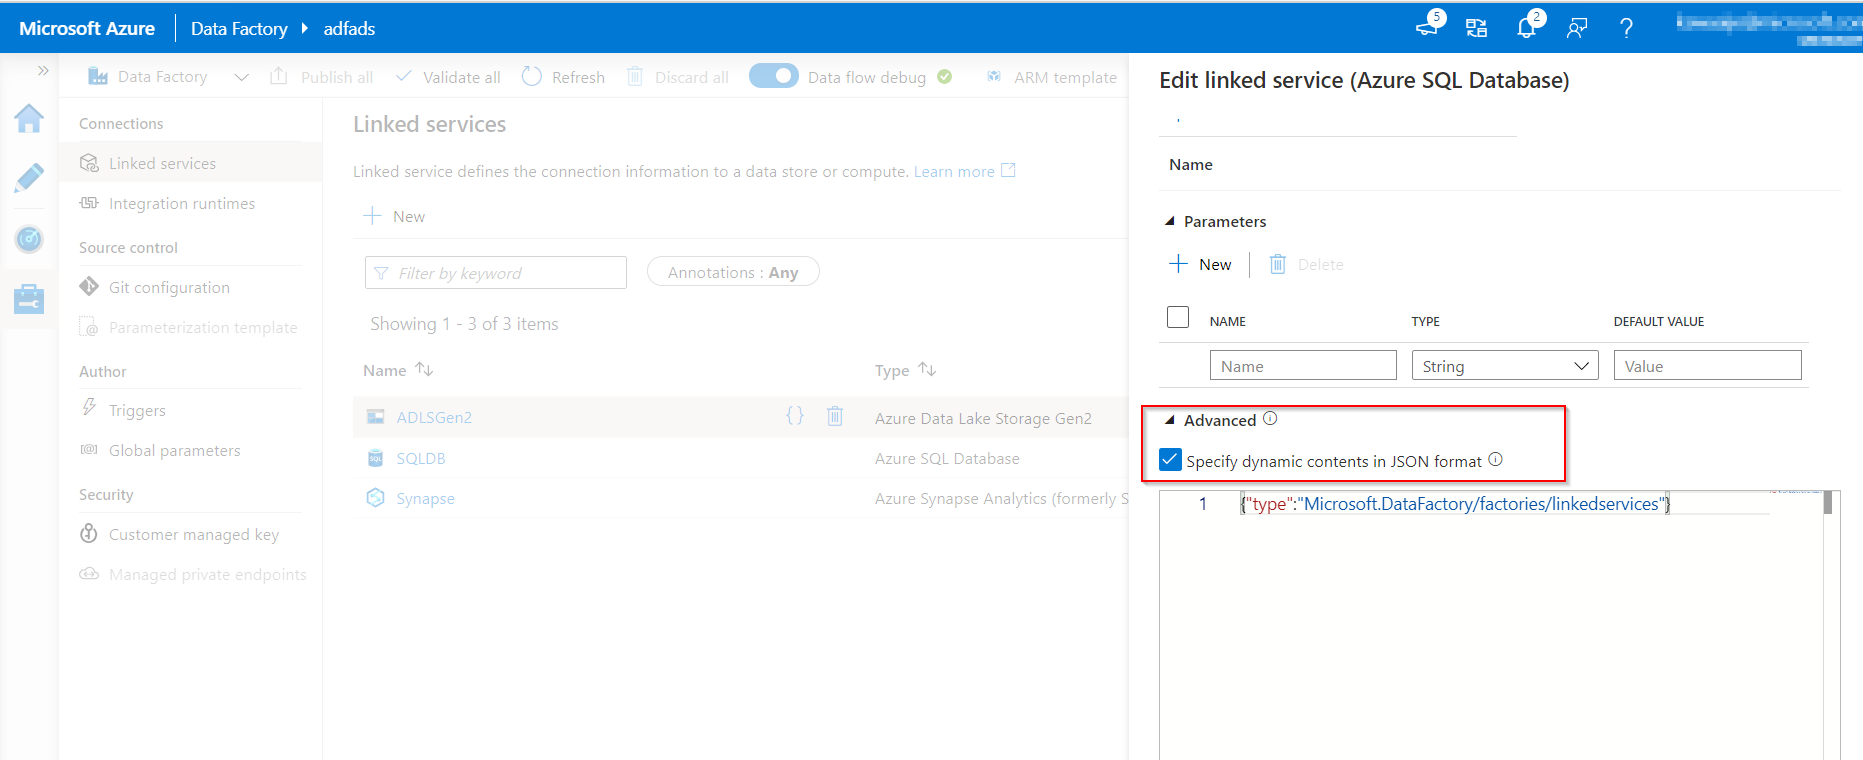 Microsoft Azure
Data Factory
adfads
5
2
Data Factory
Publish all
Validate all
Refresh
Discard all
Data flow debug
ARM template
Connections
Linked services
Integration runtimes
Source control
Git configuration
Parameterization template
Author
Triggers
Global parameters
Security
Customer managed key
Managed private endpoints
Linked services
Linked service defines the connection information to a data store or compute. Learn more
New
Filter by keyword
Annotations : Any
Showing 1 - 3 of 3 items
Name Type
ADLSGen2 Azure Data Lake Storage Gen2
SQLDB Azure SQL Database
Synapse Azure Synapse Analytics (formerly S
Edit linked service (Azure SQL Database)
Name
Parameters
New Delete
NAME TYPE DEFAULT VALUE
Name String Value
Advanced
Specify dynamic contents in JSON format
1 {"type":"Microsoft.DataFactory/factories/linkedservices"}